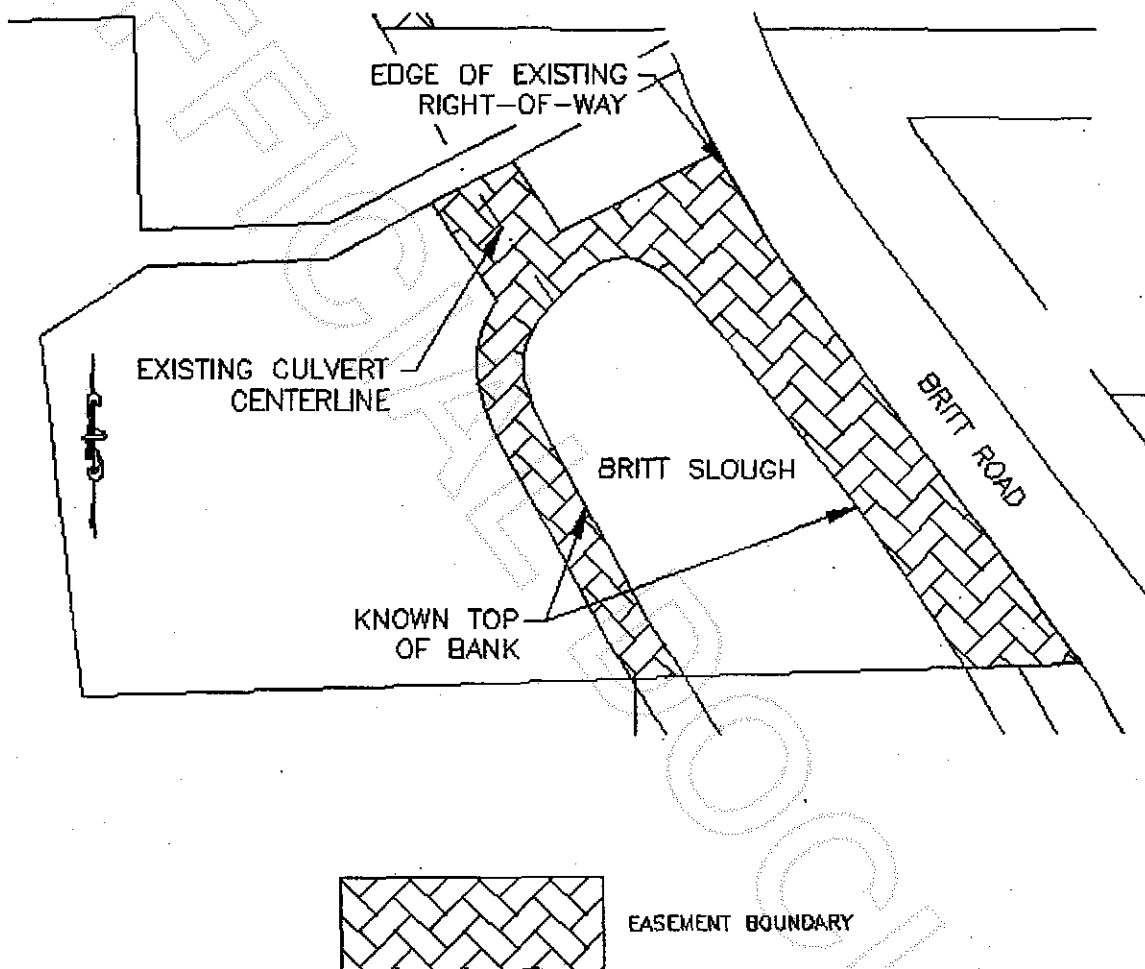 EDGE OF EXISTING
RIGHT-OF-WAY
EXISTING CULVERT
CENTERLINE
BRITT SLOUGH
BRITT ROAD
KNOWN TOP
OF BANK
EASEMENT BOUNDARY